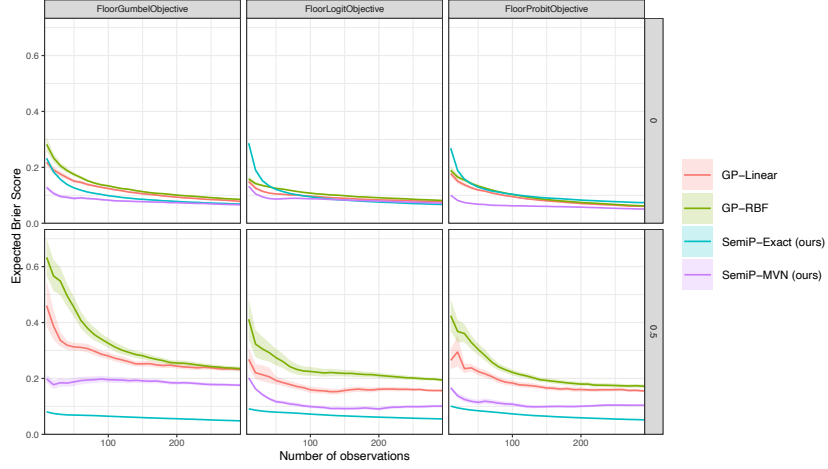 FloorGumbelObjective FloorLogitObjective FloorProbitObjective
0.6
0.4
0.2
0.0
0
0.6
0.4
0.2
0.0
0.5
Expected Brier Score
100 200 100 200 100 200
Number of observations
GP−Linear
GP−RBF
SemiP−Exact (ours)
SemiP−MVN (ours)